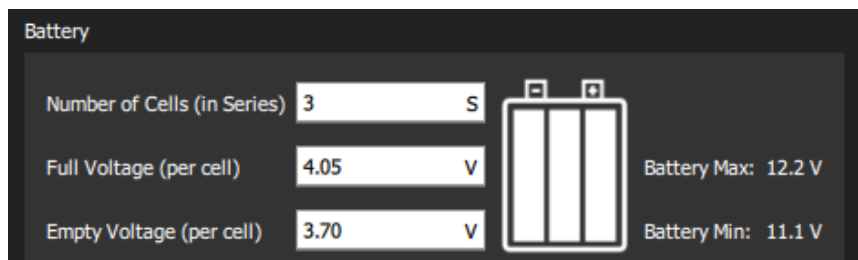 Battery
Number of Cells (in Series) 3 S
Full Voltage (per cell) 4.05 V Battery Max: 12.2 V
Empty Voltage (per cell) 3.70 V Battery Min: 11.1 V